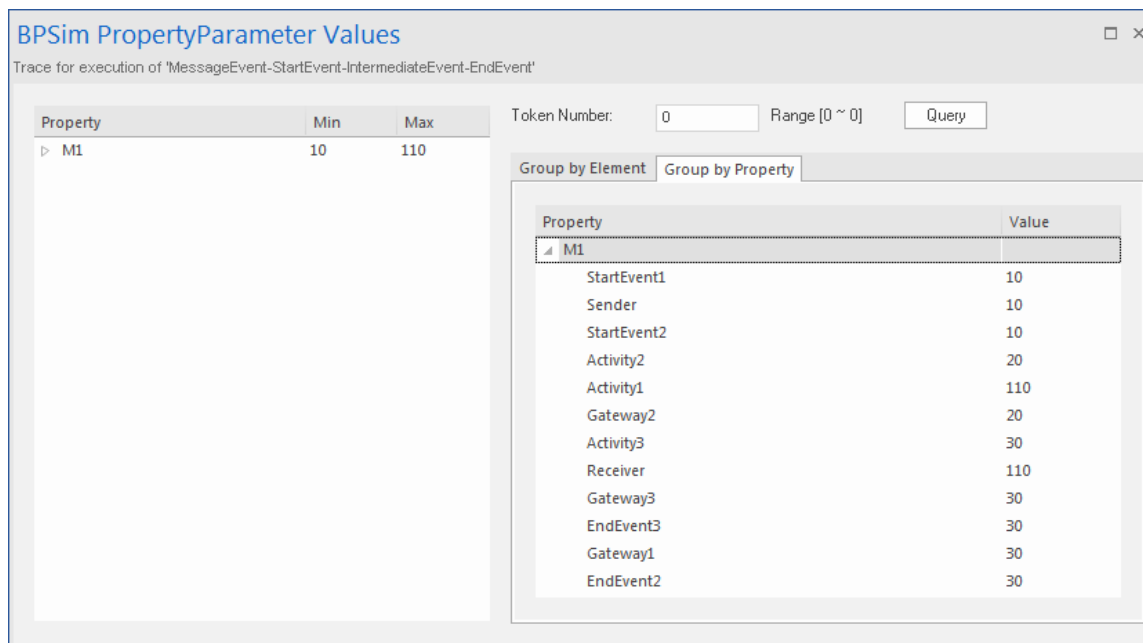 BPSim PropertyParameter Values
Trace for execution of 'MessageEvent-StartEvent-IntermediateEvent-EndEvent'
Property Min Max
M1 10 110
Token Number: 0 Range [0 ~ 0] Query
Group by Element Group by Property
Property Value
M1
StartEvent1 10
Sender 10
StartEvent2 10
Activity2 20
Activity1 110
Gateway2 20
Activity3 30
Receiver 110
Gateway3 30
EndEvent3 30
Gateway1 30
EndEvent2 30